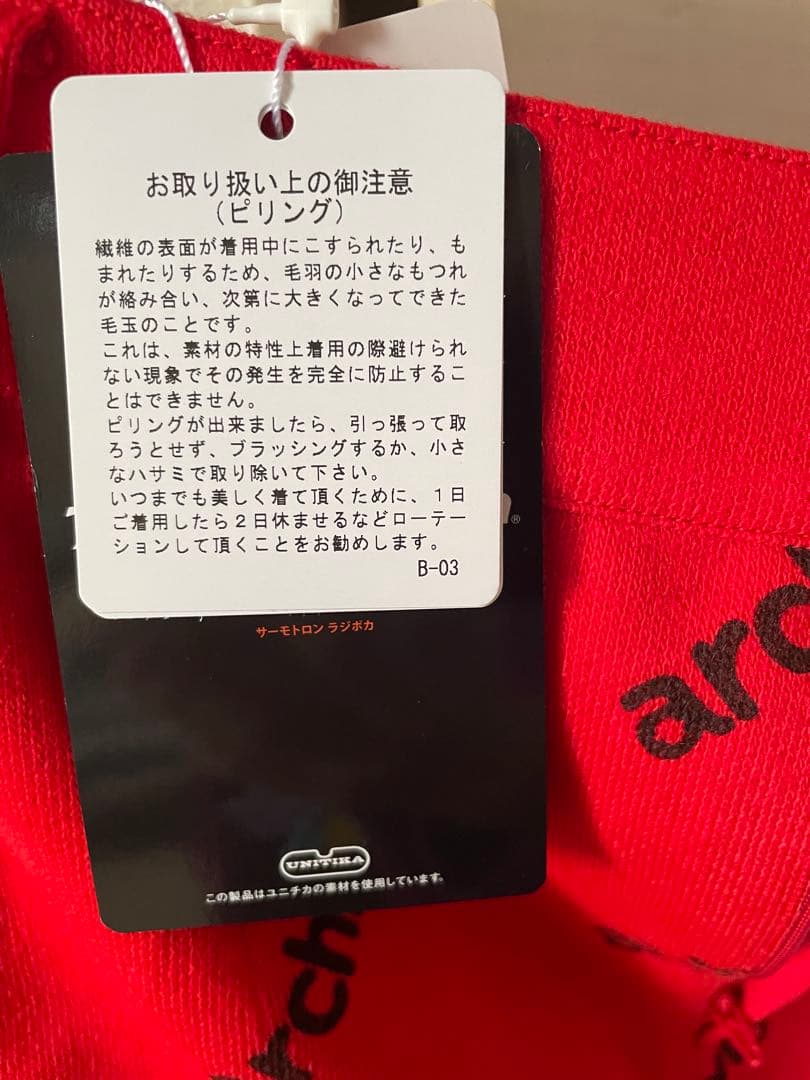 お取り扱い上の御注意
(ピリング)
繊維の表面が着用中にこすられたり、も
まれたりするため、毛羽の小さなもつれ
が絡み合い、次第に大きくなってできた
毛玉のことです。
これは、素材の特性上着用の際避けられ
ない現象でその発生を完全に防止するこ
とはできません。
ピリングが出来ましたら、引っ張って取
ろうとせず、ブラッシングするか、小さ
なハサミで取り除いて下さい。
いつまでも美しく着て頂くために、1日
ご着用したら2日休ませるなどローテー
ションして頂くことをお勧めします。
B-03
サーモトロン ラジポカ
UNITIKA
この製品はユニチカの素材を使用しています。